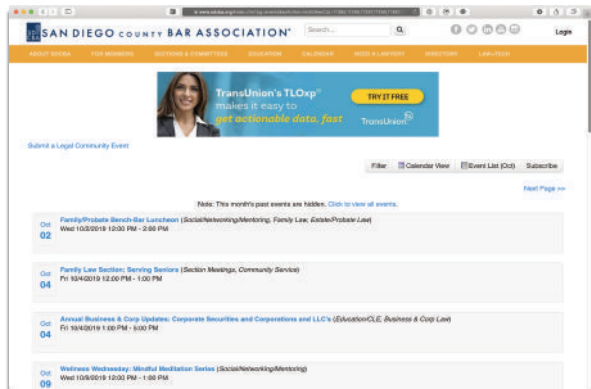 SAN DIEGO COUNTY BAR ASSOCIATION®
Search...
Login
ABOUT SDCBA FOR MEMBERS SECTIONS & COMMITTEES EDUCATION CALENDAR NEED A LAWYER? DIRECTORY LAW+TECH
TransUnion's TLOxp®
makes it easy to
get actionable data, fast
TRY IT FREE
TransUnion
Submit a Legal Community Event
Filter Calendar View Event List (Oct) Subscribe
Next Page >>
Note: This month's past events are hidden. Click to view all events.
Oct
02
Family/Probate Bench-Bar Luncheon (Social/Networking/Mentoring, Family Law, Estate/Probate Law)
Wed 10/2/2019 12:00 PM - 2:00 PM
Oct
04
Family Law Section: Serving Seniors (Section Meetings, Community Service)
Fri 10/4/2019 12:00 PM - 1:00 PM
Oct
04
Annual Business & Corp Updates: Corporate Securities and Corporations and LLC's (Education/CLE, Business & Corp Law)
Fri 10/4/2019 1:00 PM - 5:00 PM
Oct
09
Wellness Wednesday: Mindful Meditation Series (Social/Networking/Mentoring)
Wed 10/9/2019 12:00 PM - 1:00 PM